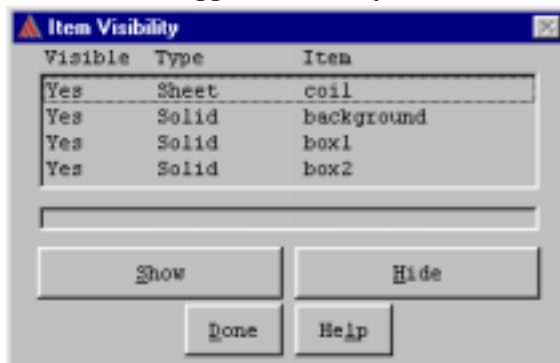 Item Visibility
Visible Type Item
Yes Sheet coil
Yes Solid background
Yes Solid box1
Yes Solid box2
Show Hide
Done Help